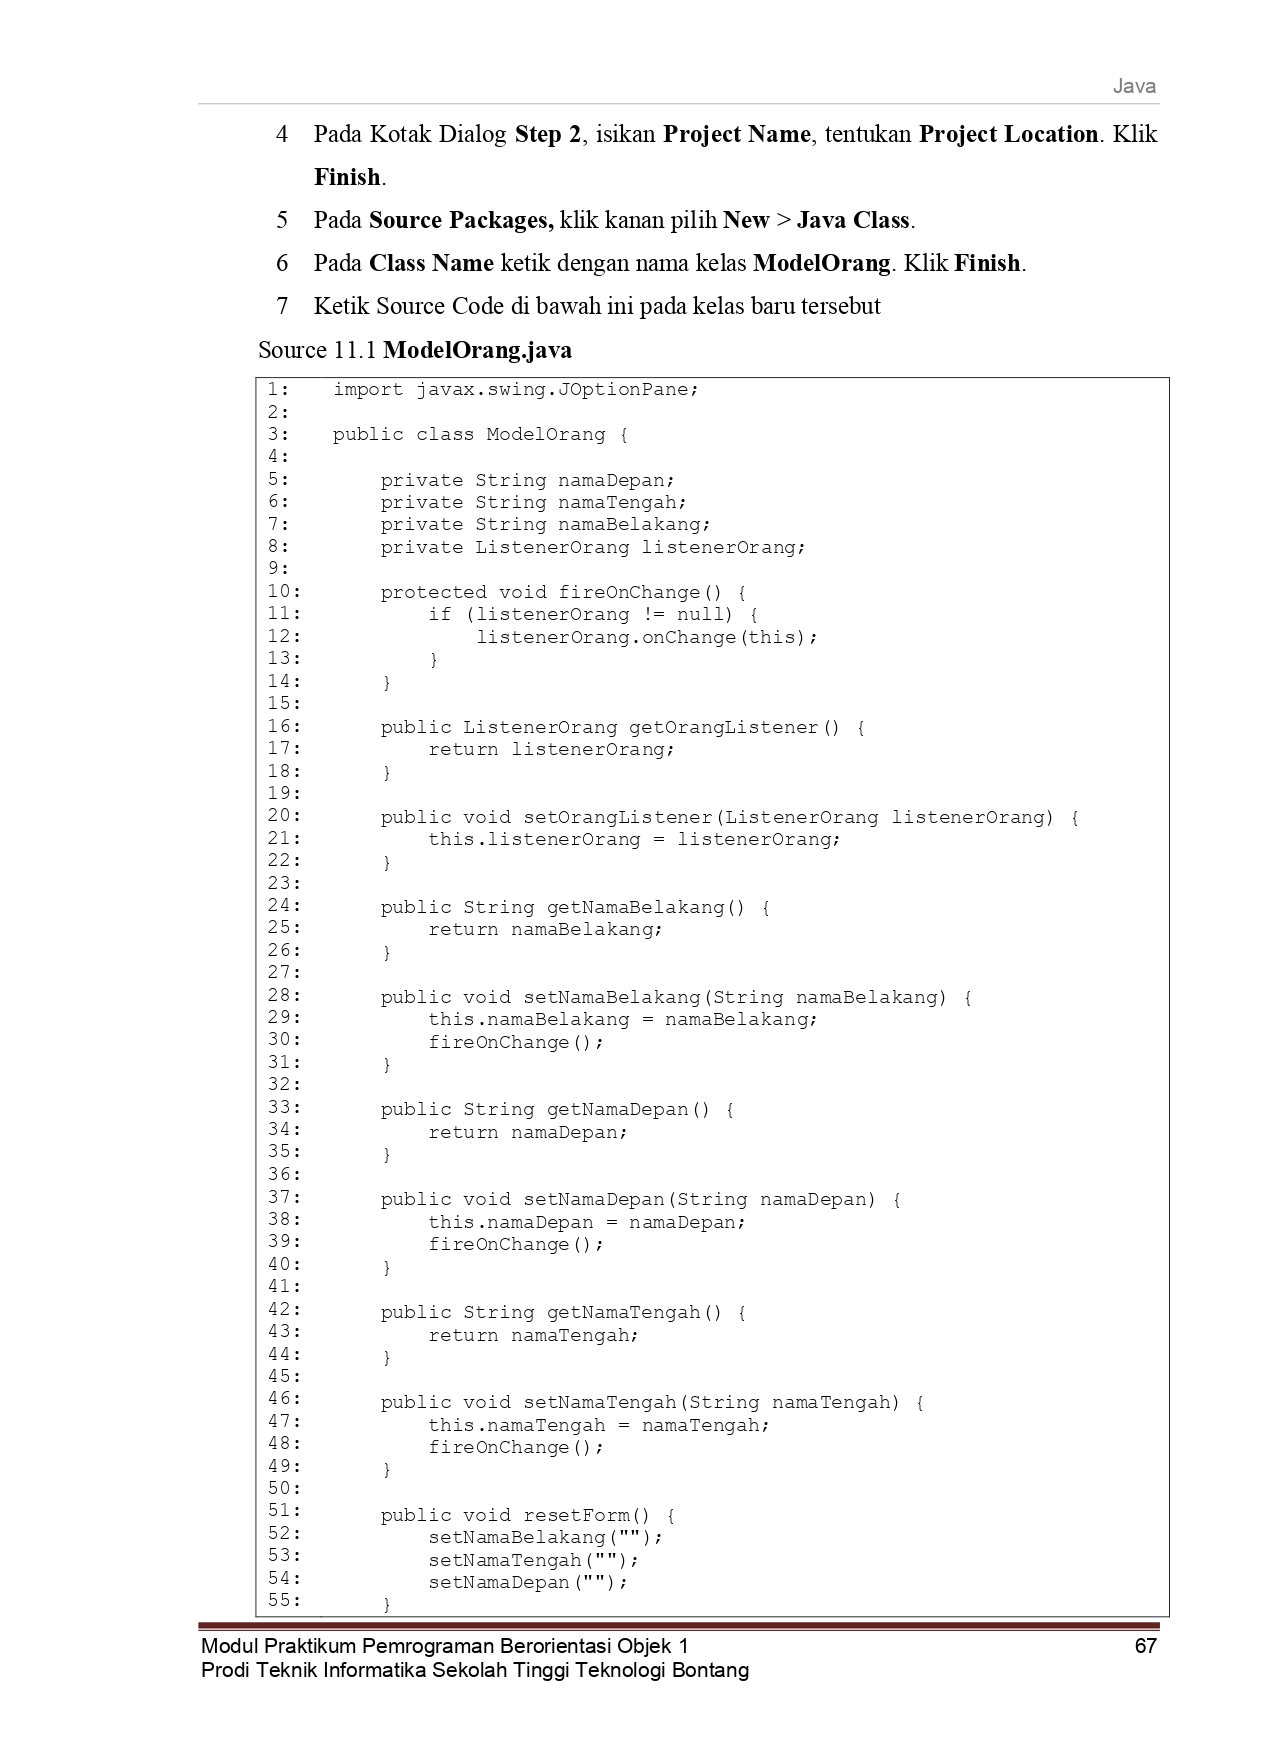 Java
4 Pada Kotak Dialog Step 2, isikan Project Name, tentukan Project Location. Klik
Finish.
5 Pada Source Packages, klik kanan pilih New > Java Class.
6 Pada Class Name ketik dengan nama kelas ModelOrang. Klik Finish.
7 Ketik Source Code di bawah ini pada kelas baru tersebut
Source 11.1 ModelOrang.java
1: import javax.swing.JOptionPane;
2:
3: public class ModelOrang {
4:
5:     private String namaDepan;
6:     private String namaTengah;
7:     private String namaBelakang;
8:     private ListenerOrang listenerOrang;
9:
10:     protected void fireOnChange() {
11:         if (listenerOrang != null) {
12:             listenerOrang.onChange(this);
13:         }
14:     }
15:
16:     public ListenerOrang getOrangListener() {
17:         return listenerOrang;
18:     }
19:
20:     public void setOrangListener(ListenerOrang listenerOrang) {
21:         this.listenerOrang = listenerOrang;
22:     }
23:
24:     public String getNamaBelakang() {
25:         return namaBelakang;
26:     }
27:
28:     public void setNamaBelakang(String namaBelakang) {
29:         this.namaBelakang = namaBelakang;
30:         fireOnChange();
31:     }
32:
33:     public String getNamaDepan() {
34:         return namaDepan;
35:     }
36:
37:     public void setNamaDepan(String namaDepan) {
38:         this.namaDepan = namaDepan;
39:         fireOnChange();
40:     }
41:
42:     public String getNamaTengah() {
43:         return namaTengah;
44:     }
45:
46:     public void setNamaTengah(String namaTengah) {
47:         this.namaTengah = namaTengah;
48:         fireOnChange();
49:     }
50:
51:     public void resetForm() {
52:         setNamaBelakang("");
53:         setNamaTengah("");
54:         setNamaDepan("");
55:     }
Modul Praktikum Pemrograman Berorientasi Objek 1 67
Prodi Teknik Informatika Sekolah Tinggi Teknologi Bontang